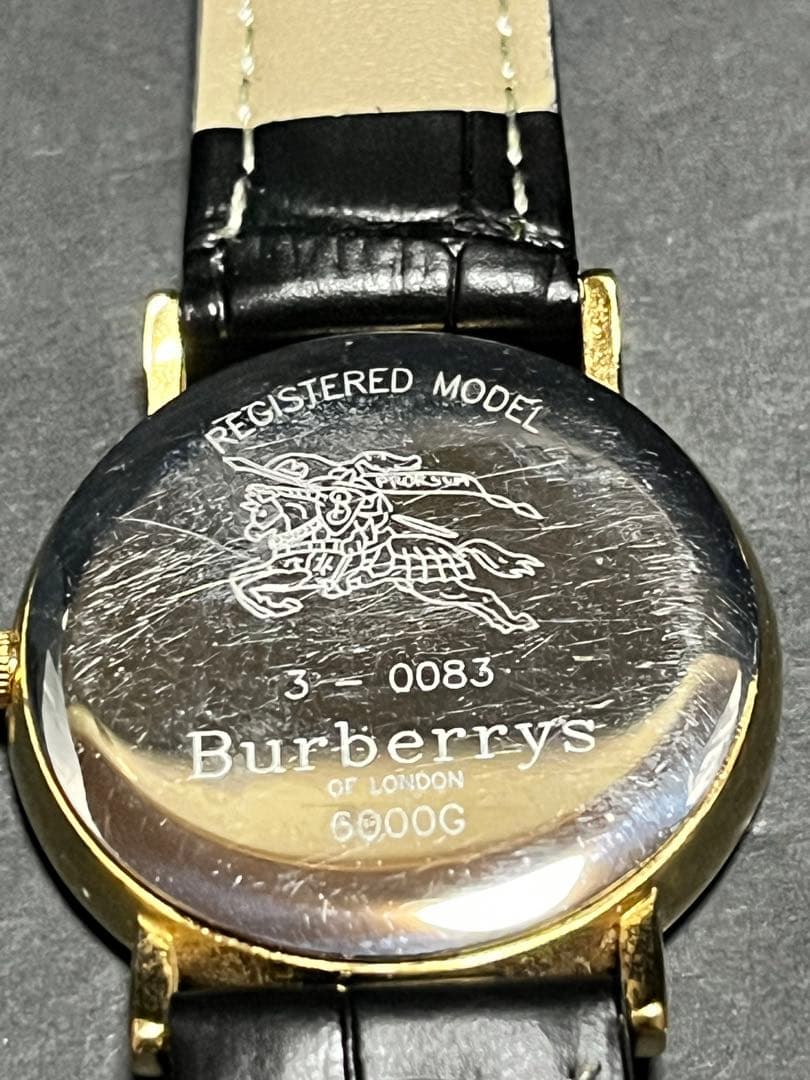 REGISTERED MODEL
PRORSUM
3 - 0083
Burberrys
OF LONDON
6000G